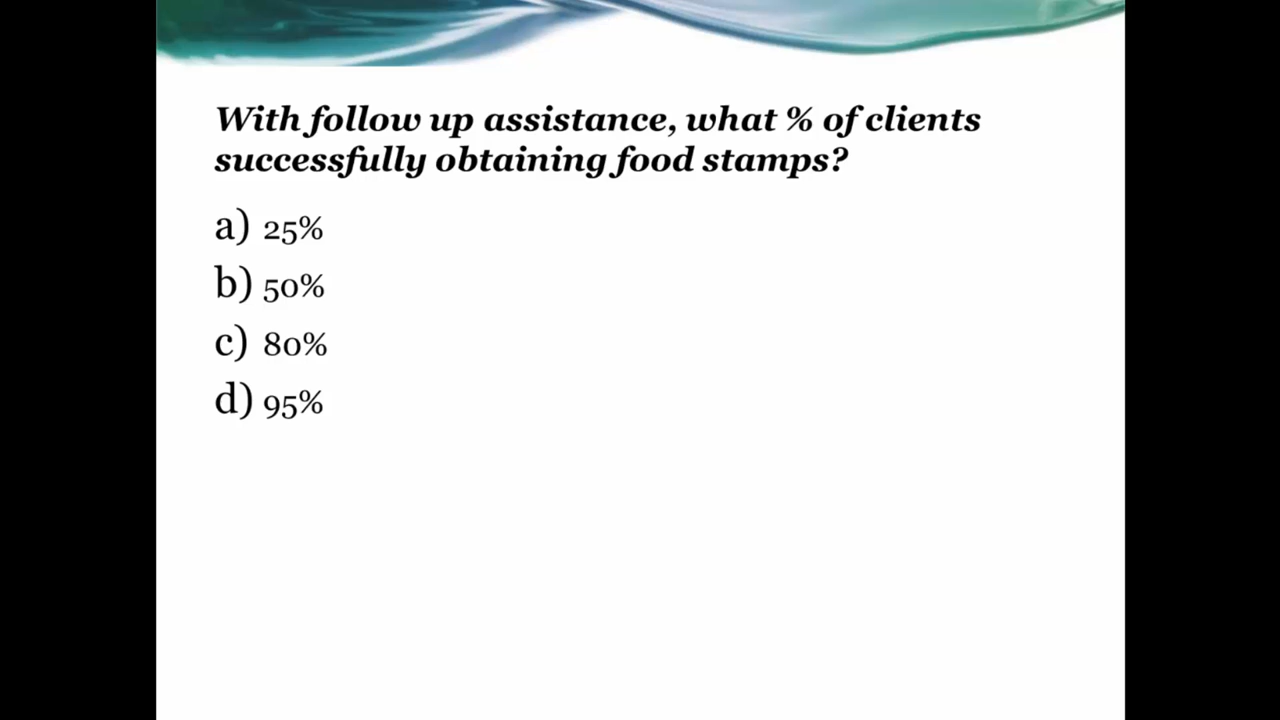 With follow up assistance, what % of clients
successfully obtaining food stamps?
a) 25%
b) 50%
c) 80%
d) 95%